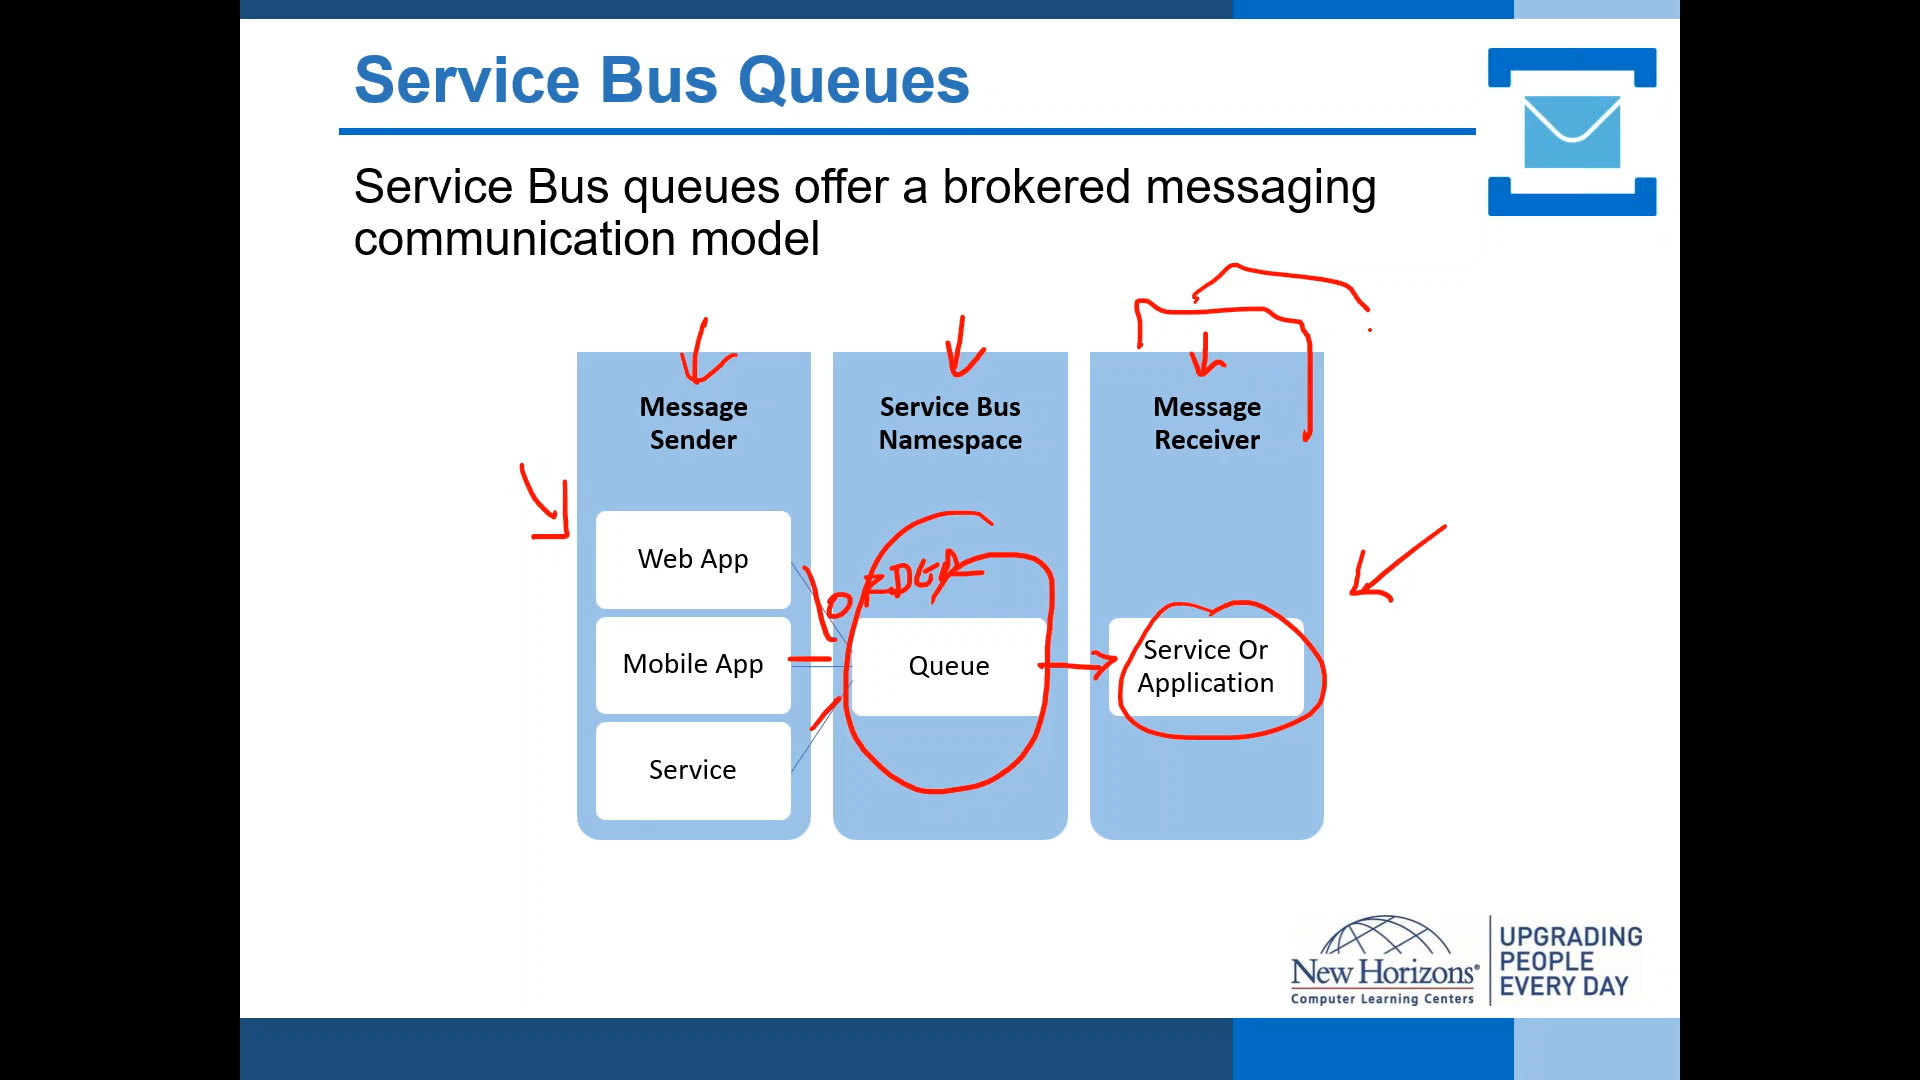 Service Bus Queues
Service Bus queues offer a brokered messaging
communication model
Message
Sender
Web App
Mobile App
Service
Service Bus
Namespace
ORDER
Queue
Message
Receiver
Service Or
Application
New Horizons®
Computer Learning Centers
UPGRADING
PEOPLE
EVERY DAY